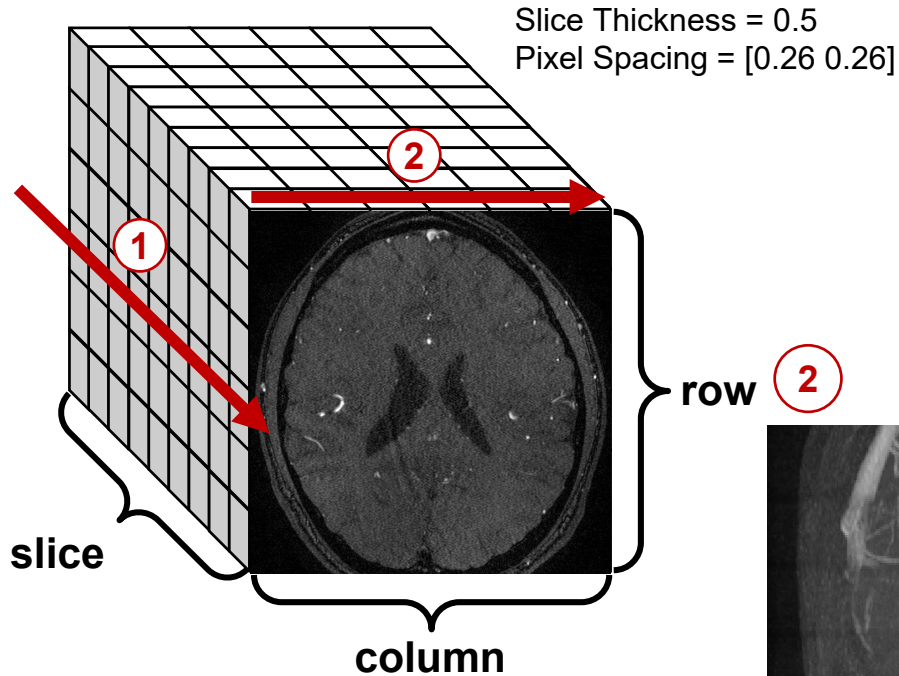 Slice Thickness = 0.5
Pixel Spacing = [0.26 0.26]
2
1
row
2
slice
column